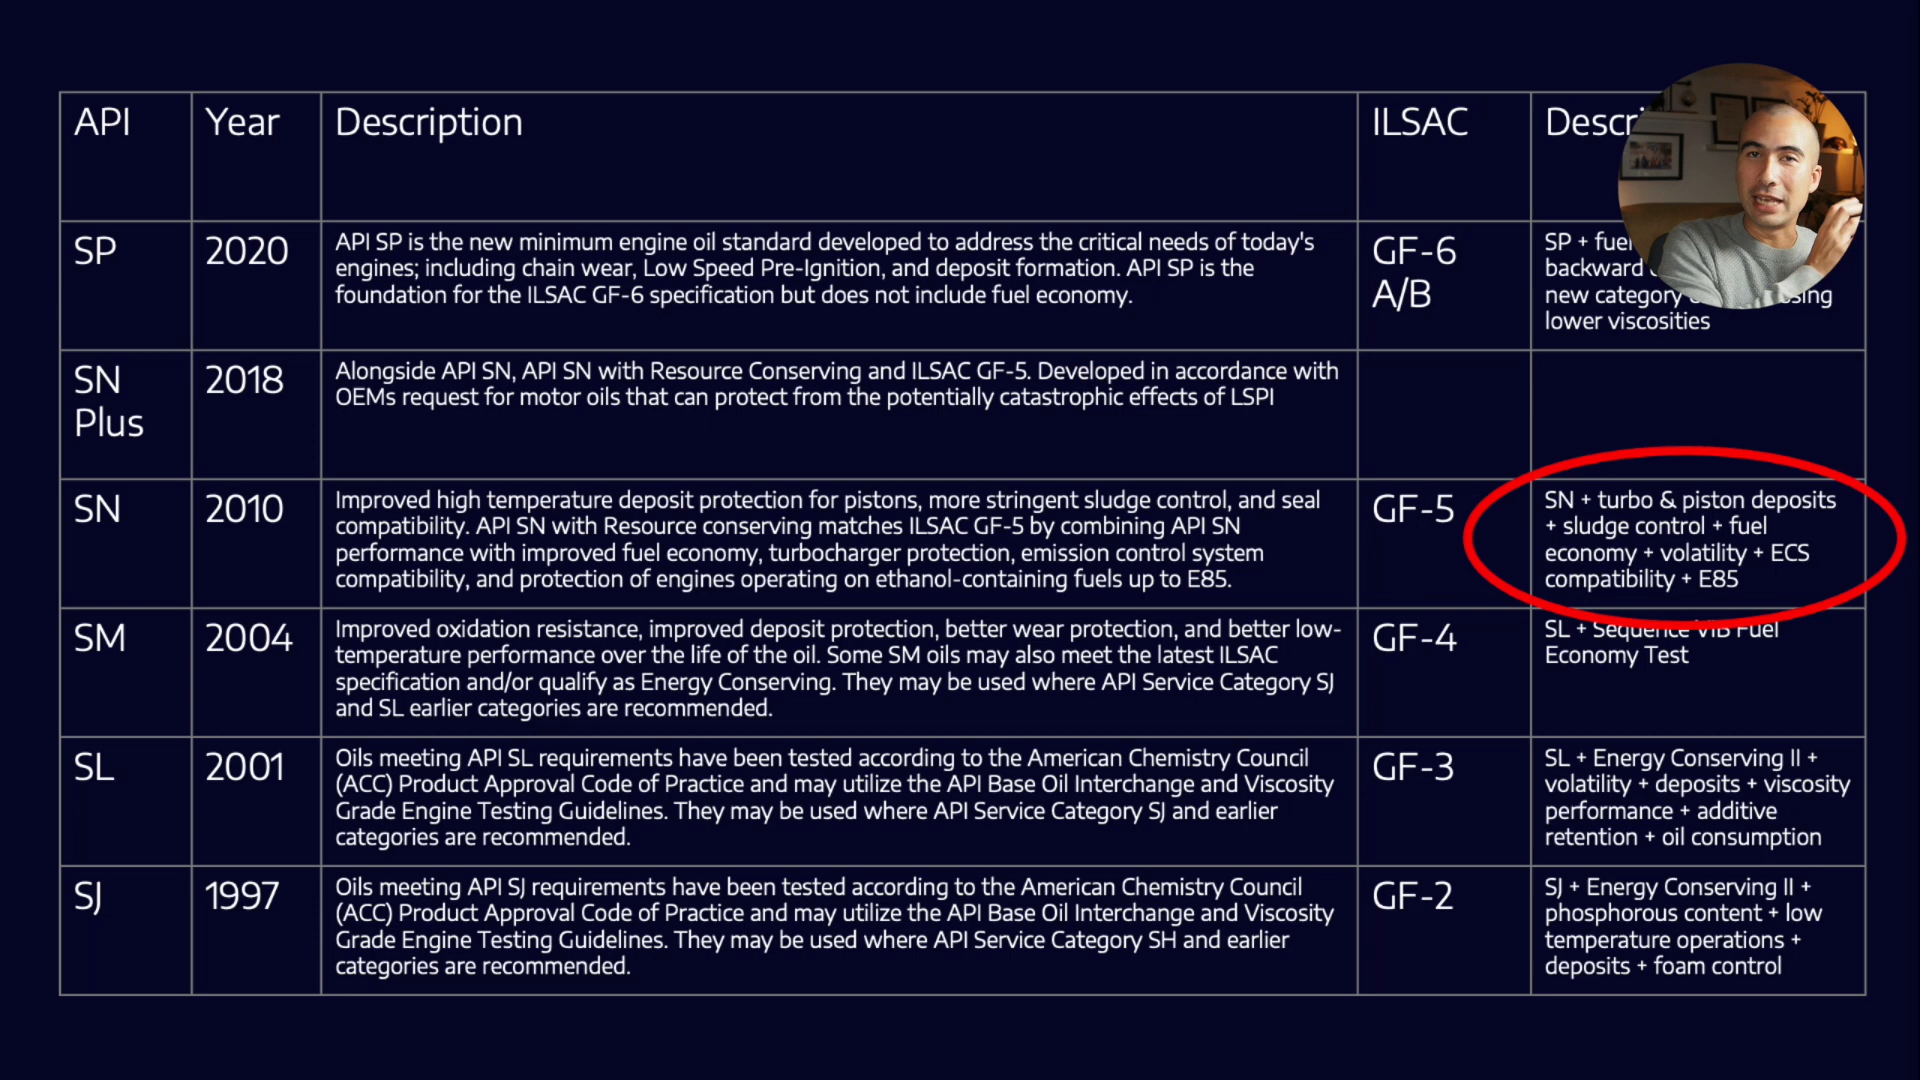 API
Year
Description
ILSAC
SP
2020
API SP is the new minimum engine oil standard developed to address the critical needs of today's
engines; including chain wear, Low Speed Pre-Ignition, and deposit formation. API SP is the
foundation for the ILSAC GF-6 specification but does not include fuel economy.
GF-6
A/B
SP + fuel
backward
new category
lower viscosities
SN
Plus
2018
Alongside API SN, API SN with Resource Conserving and ILSAC GF-5. Developed in accordance with
OEMs request for motor oils that can protect from the potentially catastrophic effects of LSPI
SN
2010
Improved high temperature deposit protection for pistons, more stringent sludge control, and seal
compatibility. API SN with Resource conserving matches ILSAC GF-5 by combining API SN
performance with improved fuel economy, turbocharger protection, emission control system
compatibility, and protection of engines operating on ethanol-containing fuels up to E85.
GF-5
SN + turbo & piston deposits
+ sludge control + fuel
economy + volatility + ECS
compatibility + E85
SM
2004
Improved oxidation resistance, improved deposit protection, better wear protection, and better low-
temperature performance over the life of the oil. Some SM oils may also meet the latest ILSAC
specification and/or qualify as Energy Conserving. They may be used where API Service Category SJ
and SL earlier categories are recommended.
GF-4
SL + Sequence VIB Fuel
Economy Test
SL
2001
Oils meeting API SL requirements have been tested according to the American Chemistry Council
(ACC) Product Approval Code of Practice and may utilize the API Base Oil Interchange and Viscosity
Grade Engine Testing Guidelines. They may be used where API Service Category SJ and earlier
categories are recommended.
GF-3
SL + Energy Conserving II +
volatility + deposits + viscosity
performance + additive
retention + oil consumption
SJ
1997
Oils meeting API SJ requirements have been tested according to the American Chemistry Council
(ACC) Product Approval Code of Practice and may utilize the API Base Oil Interchange and Viscosity
Grade Engine Testing Guidelines. They may be used where API Service Category SH and earlier
categories are recommended.
GF-2
SJ + Energy Conserving II +
phosphorous content + low
temperature operations +
deposits + foam control